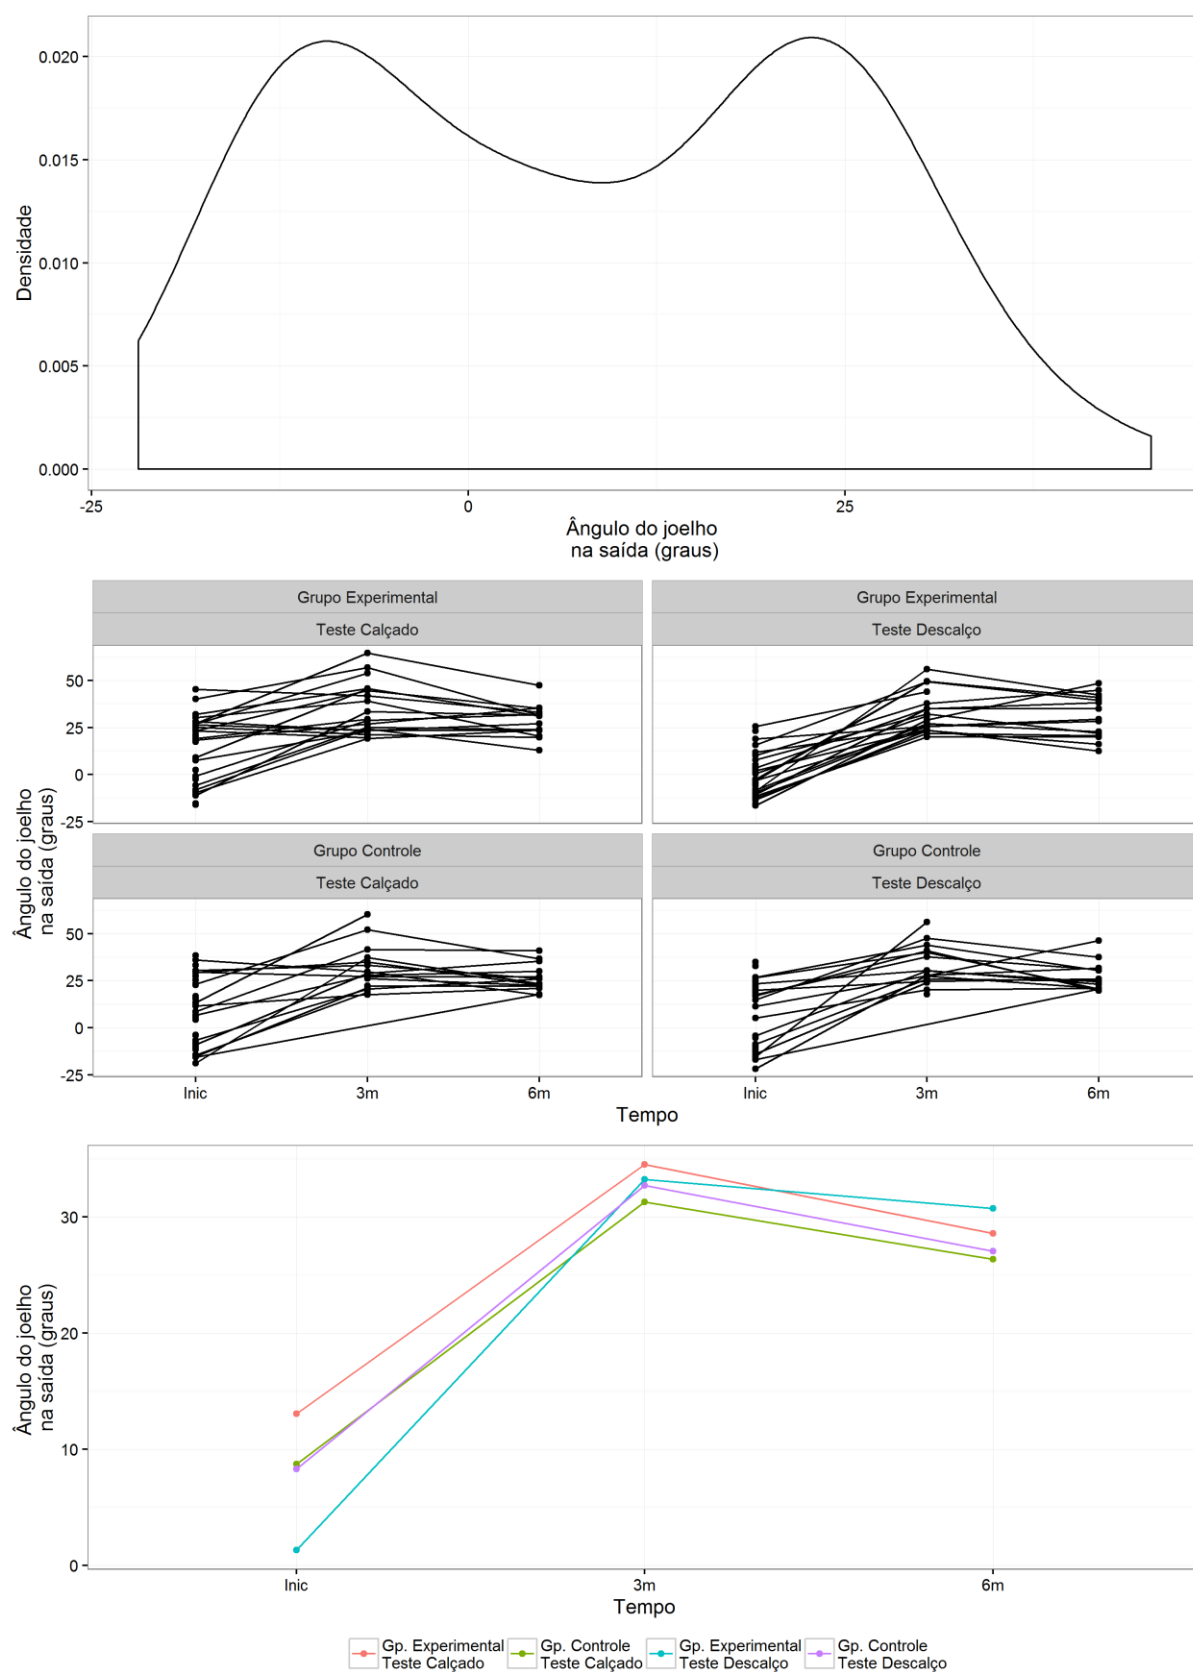 0.020
0.015
0.010
0.005
0.000
Densidade
-25 0 25
Ângulo do joelho
na saída (graus)
Grupo Experimental Grupo Experimental
Teste Calçado Teste Descalço
50
25
0
-25
Grupo Controle Grupo Controle
Teste Calçado Teste Descalço
50
25
0
-25
Ângulo do joelho
na saída (graus)
Inic 3m 6m Inic 3m 6m
Tempo Tempo
30
20
10
0
Ângulo do joelho
na saída (graus)
Inic 3m 6m
Tempo
Gp. Experimental Gp. Controle Gp. Experimental Gp. Controle
Teste Calçado Teste Calçado Teste Descalço Teste Descalço